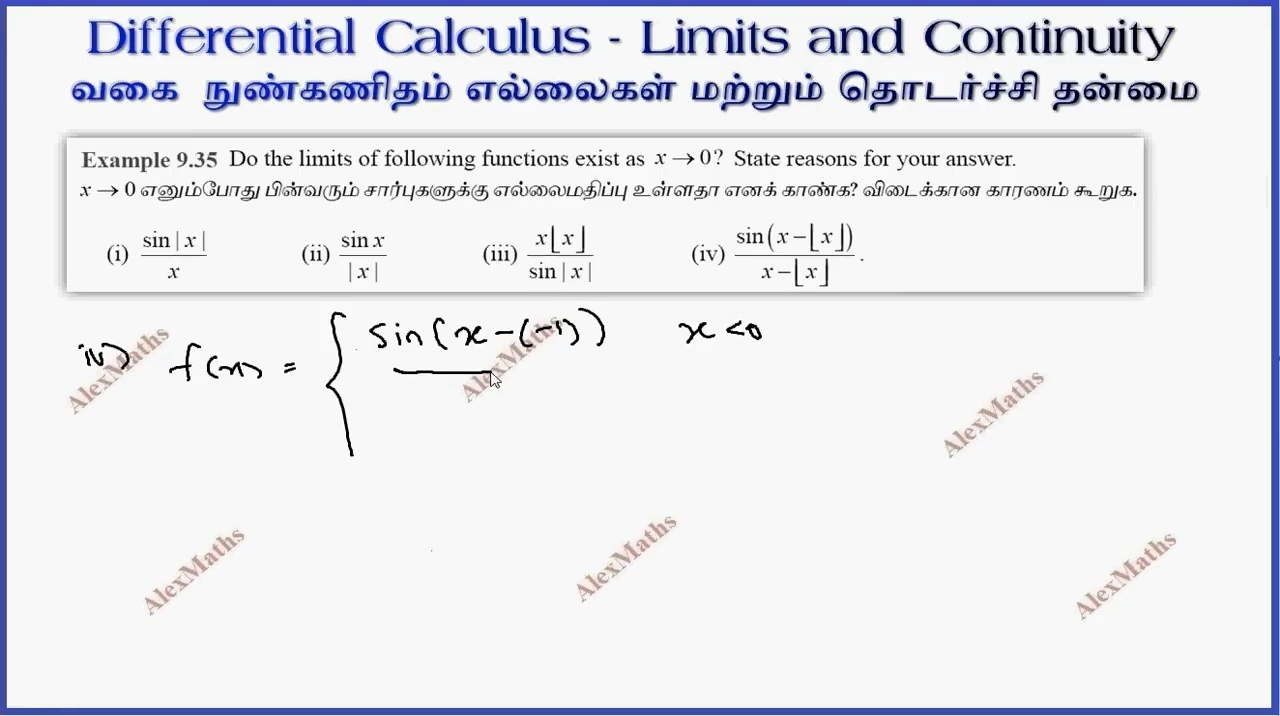 Differential Calculus - Limits and Continuity
வகை நுண்கணிதம் எல்லைகள் மற்றும் தொடர்ச்சி தன்மை
Example 9.35 Do the limits of following functions exist as x → 0? State reasons for your answer.
x → 0 எனும்போது பின்வரும் சார்புகளுக்கு எல்லைமதிப்பு உள்ளதா எனக் காண்க? விடைக்கான காரணம் கூறுக.
(i) sin | x | / x (ii) sin x / | x | (iii) x⌊x⌋ / sin | x | (iv) sin(x − ⌊x⌋) / x − ⌊x⌋ .
iv) f(x) = { sin(x − (−1)) x < 0
AlexMaths
AlexMaths
AlexMaths
AlexMaths
AlexMaths
AlexMaths